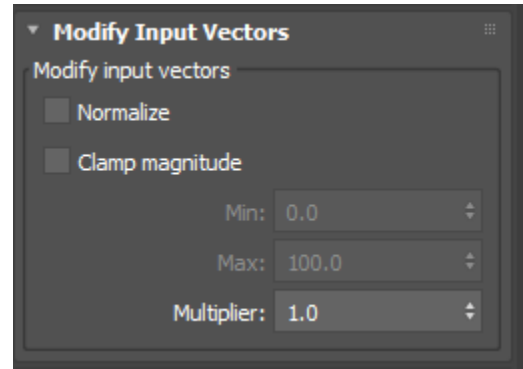 Modify Input Vectors
Modify input vectors
Normalize
Clamp magnitude
Min: 0.0
Max: 100.0
Multiplier: 1.0